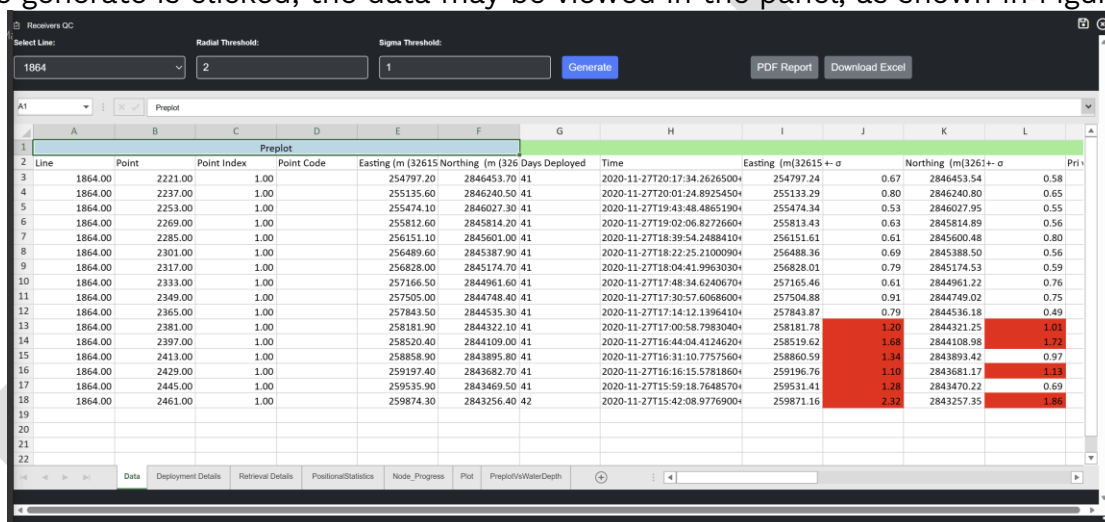 generate is clicked, the data may be viewed in the panel, as shown in
Receivers QC
Select Line: Radial Threshold: Sigma Threshold:
1864 2 1 Generate PDF Report Download Excel
A1 Preplot
A B C D E F G H I J K L
1 Preplot
2 Line Point Point Index Point Code Easting (m (32615 Northing (m (326 Days Deployed Time Easting (m(32615 +- σ Northing (m(3261 +- σ Pri
3 1864.00 2221.00 1.00 254797.20 2846453.70 41 2020-11-27T20:17:34.2626500+ 254797.24 0.67 2846453.54 0.58
4 1864.00 2237.00 1.00 255135.60 2846240.50 41 2020-11-27T20:01:24.8925450+ 255133.29 0.80 2846240.80 0.65
5 1864.00 2253.00 1.00 255474.10 2846027.30 41 2020-11-27T19:43:48.4865190+ 255474.34 0.53 2846027.95 0.55
6 1864.00 2269.00 1.00 255812.60 2845814.20 41 2020-11-27T19:02:06.8272660+ 255813.43 0.63 2845814.89 0.56
7 1864.00 2285.00 1.00 256151.10 2845601.00 41 2020-11-27T18:39:54.2488410+ 256151.61 0.61 2845600.48 0.80
8 1864.00 2301.00 1.00 256489.60 2845387.90 41 2020-11-27T18:22:25.2100090+ 256488.36 0.69 2845388.50 0.56
9 1864.00 2317.00 1.00 256828.00 2845174.70 41 2020-11-27T18:04:41.9963030+ 256828.01 0.79 2845174.53 0.59
10 1864.00 2333.00 1.00 257166.50 2844961.60 41 2020-11-27T17:48:34.6240670+ 257165.46 0.61 2844961.22 0.76
11 1864.00 2349.00 1.00 257505.00 2844748.40 41 2020-11-27T17:30:57.6068600+ 257504.88 0.91 2844749.02 0.75
12 1864.00 2365.00 1.00 257843.50 2844535.30 41 2020-11-27T17:14:12.1396410+ 257843.87 0.79 2844536.18 0.49
13 1864.00 2381.00 1.00 258181.90 2844322.10 41 2020-11-27T17:00:58.7983040+ 258181.78 1.20 2844321.25 1.01
14 1864.00 2397.00 1.00 258520.40 2844109.00 41 2020-11-27T16:44:04.4124620+ 258519.62 1.68 2844108.98 1.72
15 1864.00 2413.00 1.00 258858.90 2843895.80 41 2020-11-27T16:31:10.7757560+ 258860.59 1.34 2843893.42 0.97
16 1864.00 2429.00 1.00 259197.40 2843682.70 41 2020-11-27T16:16:15.5781860+ 259196.76 1.10 2843681.17 1.13
17 1864.00 2445.00 1.00 259535.90 2843469.50 41 2020-11-27T15:59:18.7648570+ 259531.41 1.28 2843470.22 0.69
18 1864.00 2461.00 1.00 259874.30 2843256.40 42 2020-11-27T15:42:08.9776900+ 259871.16 2.32 2843257.35 1.86
19
20
21
22
Data Deployment Details Retrieval Details PositionalStatistics Node_Progress Plot PreplotVsWaterDepth